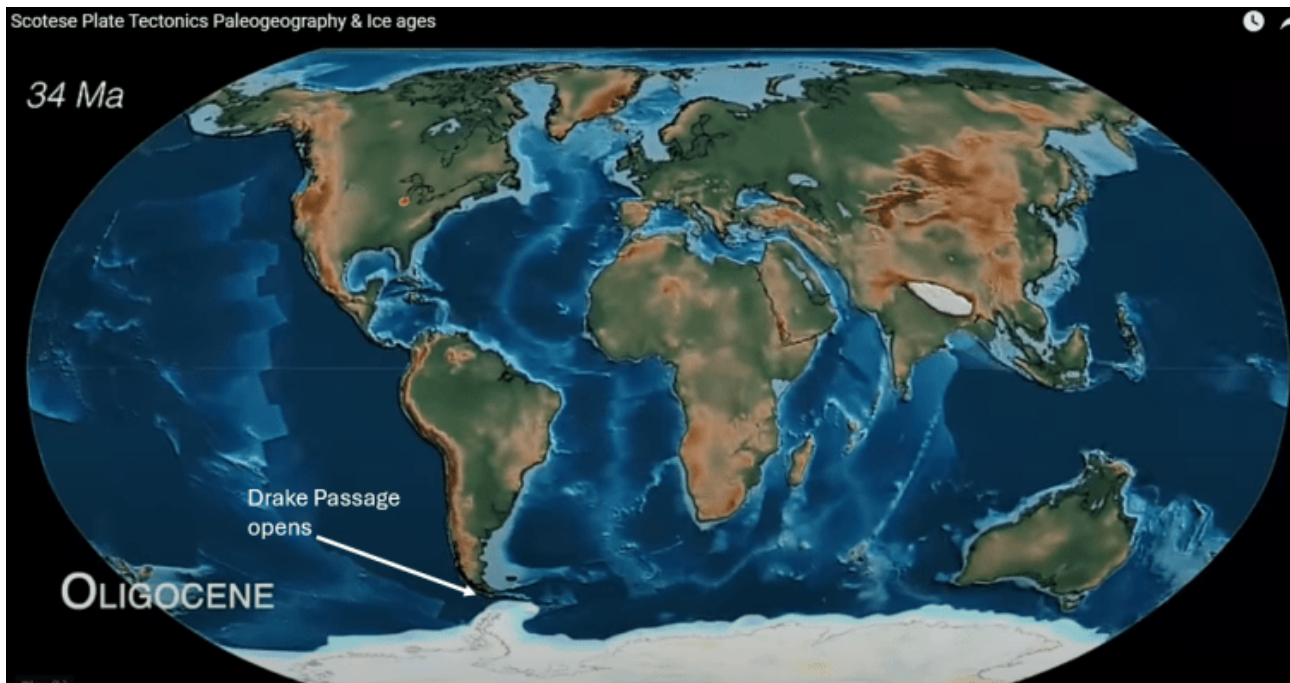 Scotese Plate Tectonics Paleogeography & Ice ages
34 Ma
Drake Passage
opens
OLIGOCENE